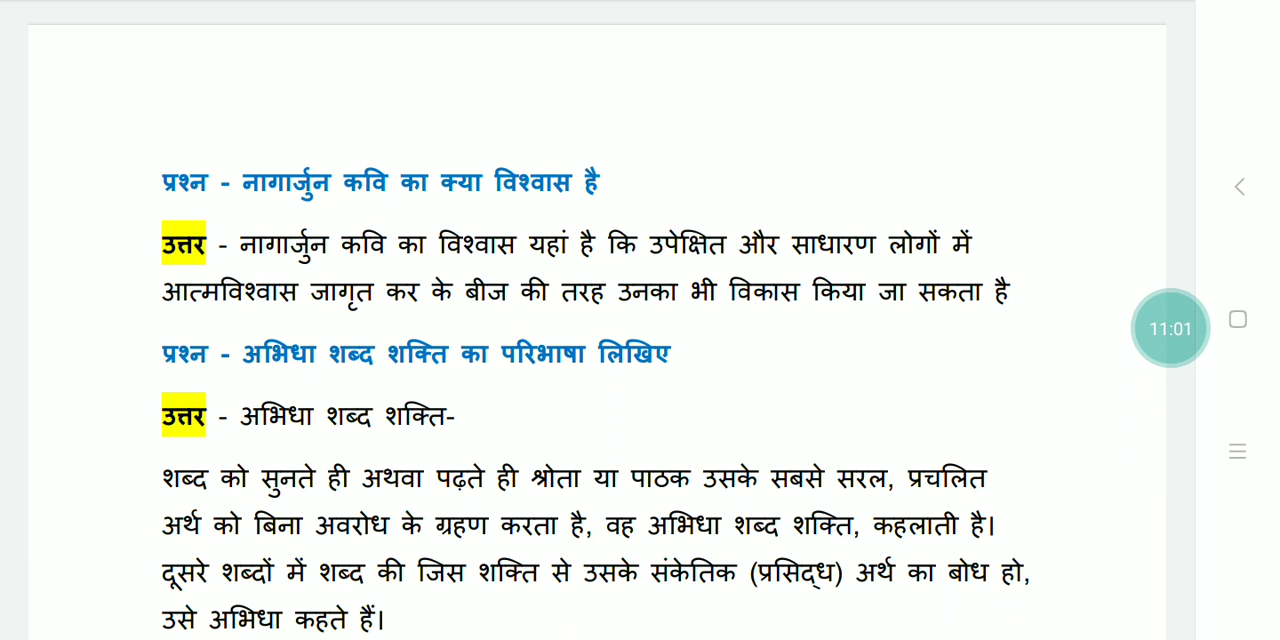 प्रश्न - नागार्जुन कवि का क्या विश्वास है
उत्तर - नागार्जुन कवि का विश्वास यहां है कि उपेक्षित और साधारण लोगों में
आत्मविश्वास जागृत कर के बीज की तरह उनका भी विकास किया जा सकता है
11:01
प्रश्न - अभिधा शब्द शक्ति का परिभाषा लिखिए
उत्तर - अभिधा शब्द शक्ति-
शब्द को सुनते ही अथवा पढ़ते ही श्रोता या पाठक उसके सबसे सरल, प्रचलित
अर्थ को बिना अवरोध के ग्रहण करता है, वह अभिधा शब्द शक्ति, कहलाती है।
दूसरे शब्दों में शब्द की जिस शक्ति से उसके संकेतिक (प्रसिद्ध) अर्थ का बोध हो,
उसे अभिधा कहते हैं।